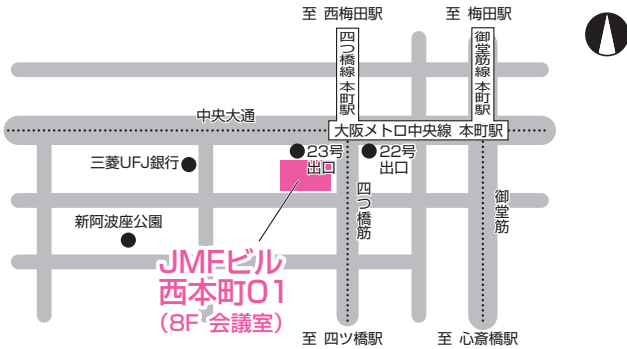 至 西梅田駅
至 梅田駅
四つ橋線 本町駅
御堂筋線 本町駅
中央大通
大阪メトロ中央線 本町駅
23号
出口
22号
出口
三菱UFJ銀行
四つ橋筋
御堂筋
新阿波座公園
JMFビル
西本町01
(8F 会議室)
至 四ツ橋駅
至 心斎橋駅